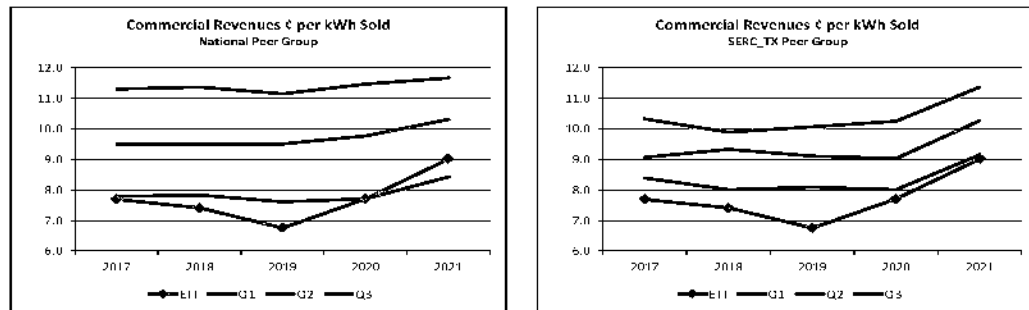 Commercial Revenues ¢ per kWh Sold
National Peer Group
12.0
11.0
10.0
9.0
8.0
7.0
6.0
2017 2018 2019 2020 2021
ETI Q1 Q2 Q3
Commercial Revenues ¢ per kWh Sold
SERC_TX Peer Group
12.0
11.0
10.0
9.0
8.0
7.0
6.0
2017 2018 2019 2020 2021
ETI Q1 Q2 Q3